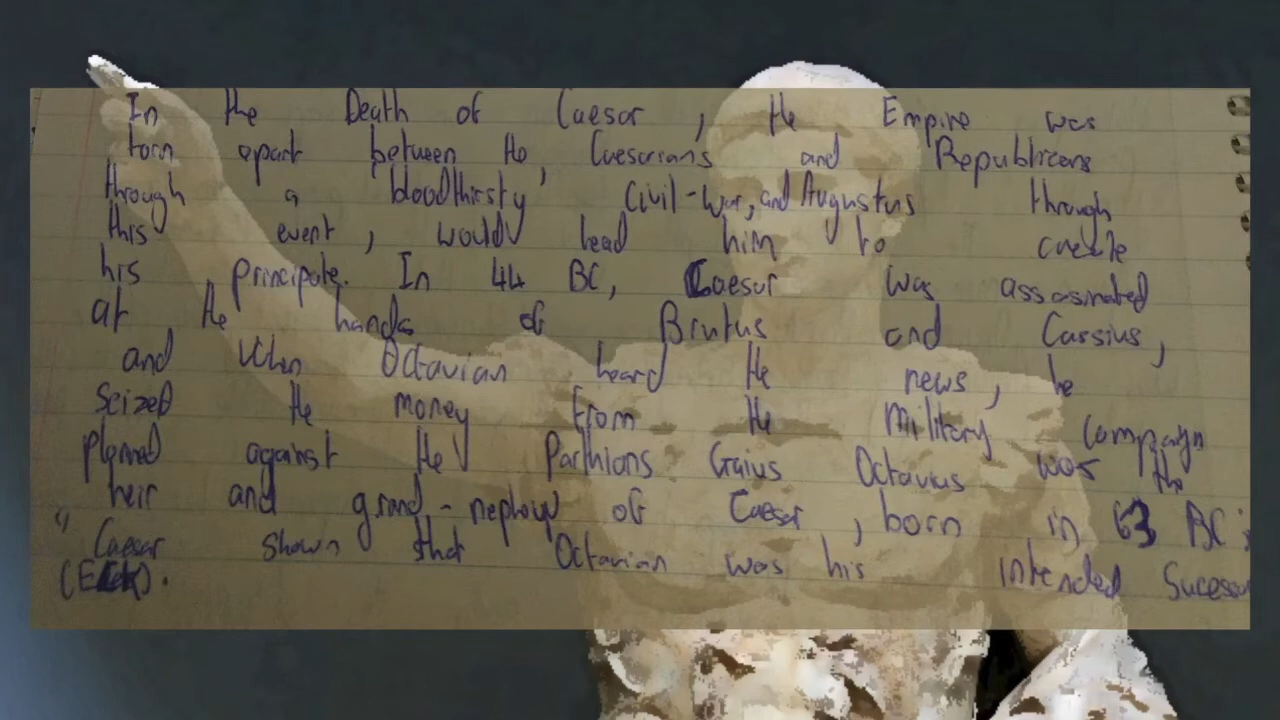 In the Death of Caesar, the Empire was
torn apart between the, Caesarians and Republicans
through a bloodthirsty Civil-War, and Augustus through
this event, would lead him to create
his principate. In 44 BC, Caesar was assasinated
at the hands of Brutus and Cassius,
and when Octavian heard the news, he
seized the money from the Military Campaign
planned against the Parthians Gaius Octavius was the
heir and grand-nephew of Caesar, born in 63 BC
"Caesar shown that Octavian was his intended Sucessor